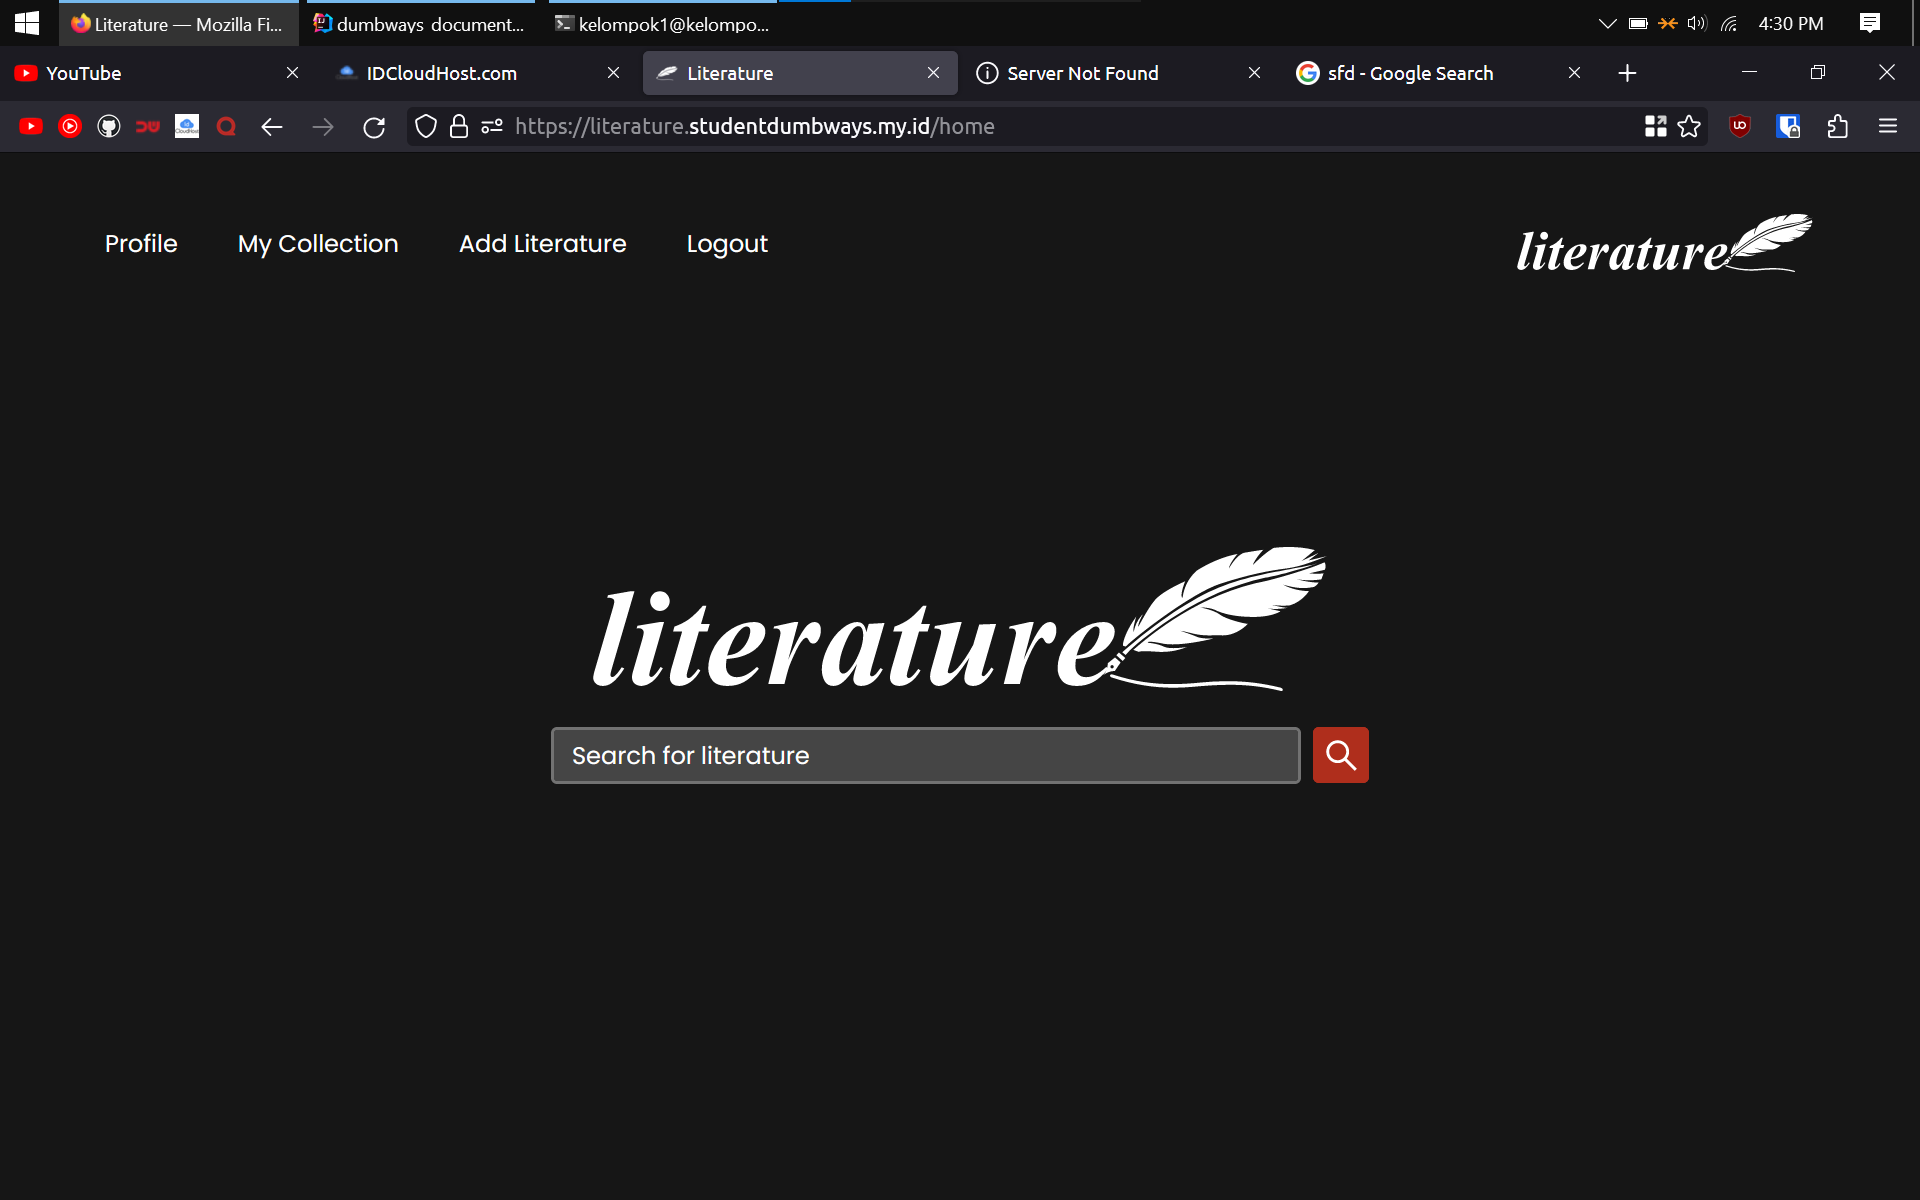 Literature — Mozilla Fi...
dumbways document...
kelompok1@kelompo...
4:30 PM
YouTube
IDCloudHost.com
Literature
Server Not Found
sfd - Google Search
https://literature.studentdumbways.my.id/home
Profile
My Collection
Add Literature
Logout
literature
literature
Search for literature